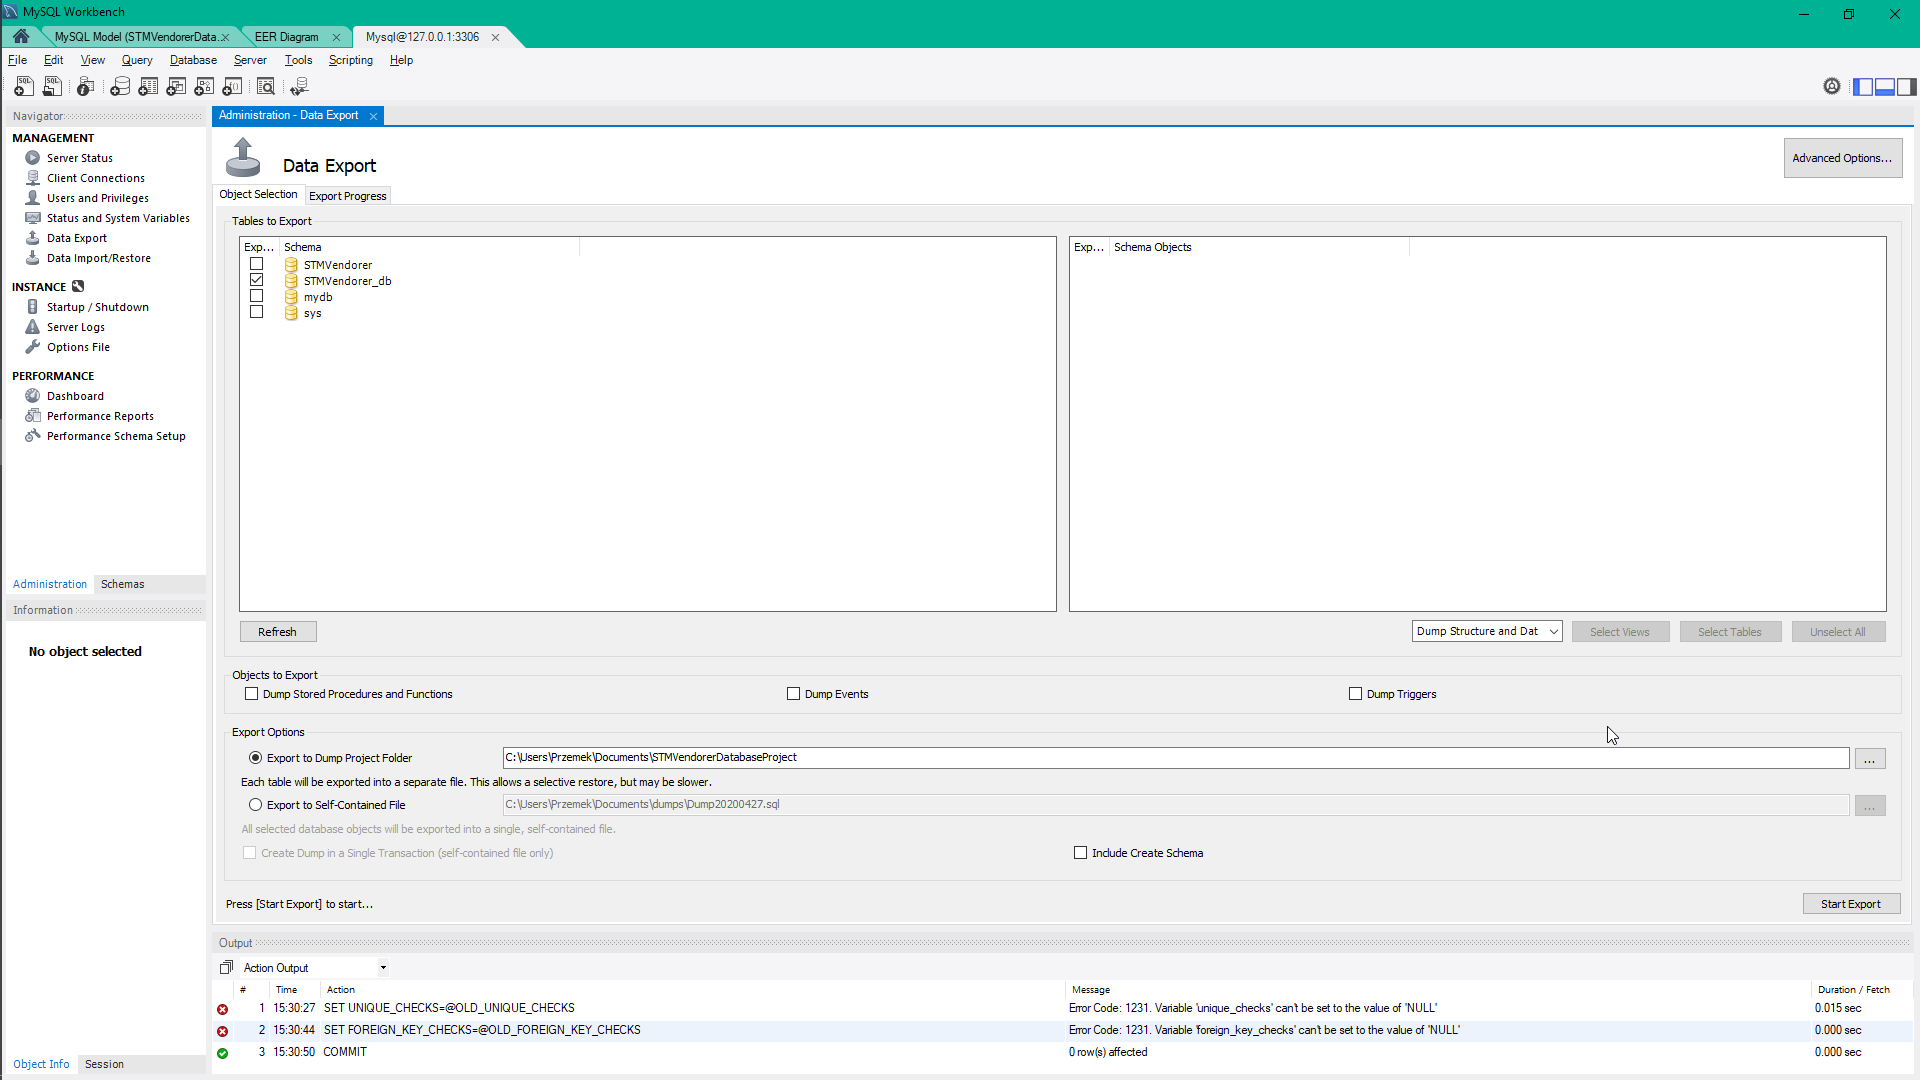 MySQL Workbench
MySQL Model (STMVendorerData...
EER Diagram
Mysql@127.0.0.1:3306
File Edit View Query Database Server Tools Scripting Help
Navigator
MANAGEMENT
Server Status
Client Connections
Users and Privileges
Status and System Variables
Data Export
Data Import/Restore
INSTANCE
Startup / Shutdown
Server Logs
Options File
PERFORMANCE
Dashboard
Performance Reports
Performance Schema Setup
Administration Schemas
Information
No object selected
Object Info Session
Administration - Data Export
Data Export
Advanced Options...
Object Selection Export Progress
Tables to Export
Exp... Schema
STMVendorer
STMVendorer_db
mydb
sys
Exp... Schema Objects
Refresh
Dump Structure and Dat
Select Views
Select Tables
Unselect All
Objects to Export
Dump Stored Procedures and Functions
Dump Events
Dump Triggers
Export Options
Export to Dump Project Folder
C:\Users\Przemek\Documents\STMVendorerDatabaseProject
...
Each table will be exported into a separate file. This allows a selective restore, but may be slower.
Export to Self-Contained File
C:\Users\Przemek\Documents\dumps\Dump20200427.sql
...
All selected database objects will be exported into a single, self-contained file.
Create Dump in a Single Transaction (self-contained file only)
Include Create Schema
Press [Start Export] to start...
Start Export
Output
Action Output
# Time Action Message Duration / Fetch
1 15:30:27 SET UNIQUE_CHECKS=@OLD_UNIQUE_CHECKS Error Code: 1231. Variable 'unique_checks' can't be set to the value of 'NULL' 0.015 sec
2 15:30:44 SET FOREIGN_KEY_CHECKS=@OLD_FOREIGN_KEY_CHECKS Error Code: 1231. Variable 'foreign_key_checks' can't be set to the value of 'NULL' 0.000 sec
3 15:30:50 COMMIT 0 row(s) affected 0.000 sec